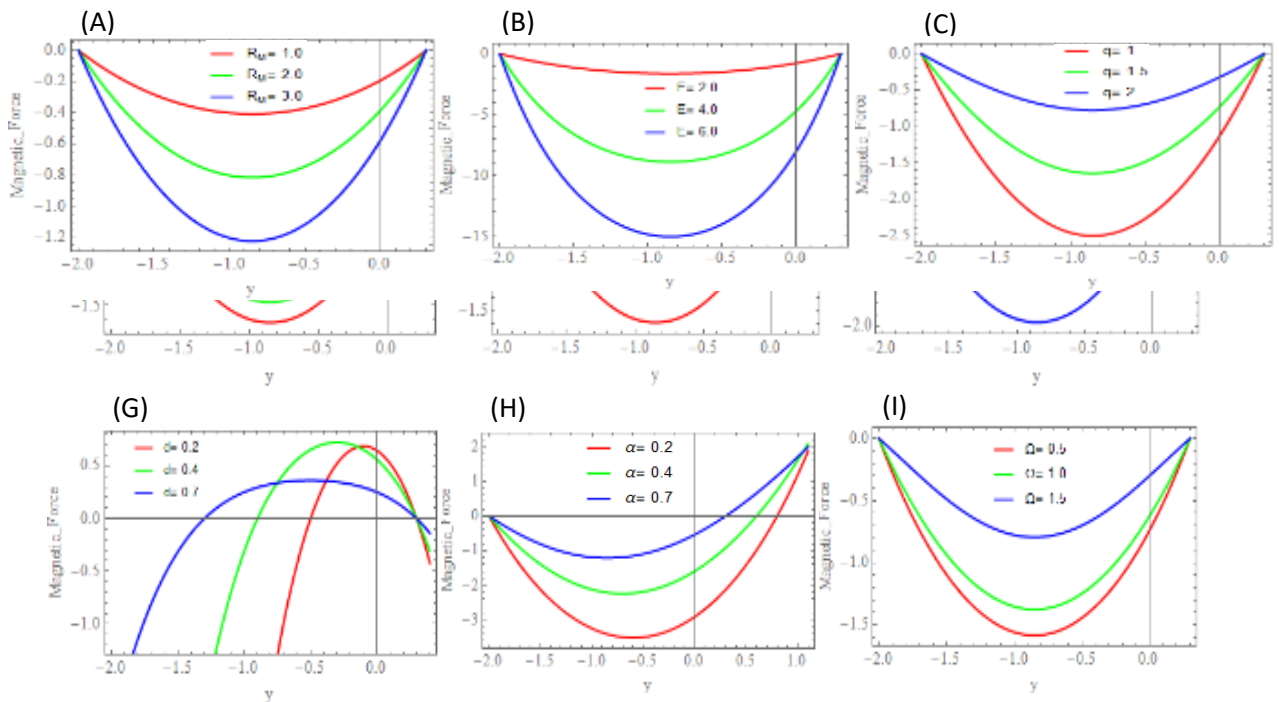 (A)
(B)
(C)
R_M= 1.0
R_M= 2.0
R_M= 3.0
Magnetic_Force
0.0
-0.2
-0.4
-0.6
-0.8
-1.0
-1.2
-2.0 -1.5 -1.0 -0.5 0.0
y
E= 2.0
E= 4.0
E= 6.0
Magnetic_Force
0
-5
-10
-15
-2.0 -1.5 -1.0 -0.5 0.0
y
q= 1
q= 1.5
q= 2
Magnetic_Force
0.0
-0.5
-1.0
-1.5
-2.0
-2.5
-2.0 -1.5 -1.0 -0.5 0.0
y
-1.5
-2.0 -1.5 -1.0 -0.5 0.0
y
-1.5
-2.0 -1.5 -1.0 -0.5 0.0
y
-2.0
-2.0 -1.5 -1.0 -0.5 0.0
y
(G)
(H)
(I)
d= 0.2
d= 0.4
d= 0.7
Magnetic_Force
0.5
0.0
-0.5
-1.0
-2.0 -1.5 -1.0 -0.5 0.0
y
α= 0.2
α= 0.4
α= 0.7
Magnetic_Force
2
1
0
-1
-2
-3
-2.0 -1.5 -1.0 -0.5 0.0 0.5 1.0
y
Ω= 0.5
Ω= 1.0
Ω= 1.5
Magnetic_Force
0.0
-0.5
-1.0
-1.5
-2.0 -1.5 -1.0 -0.5 0.0
y